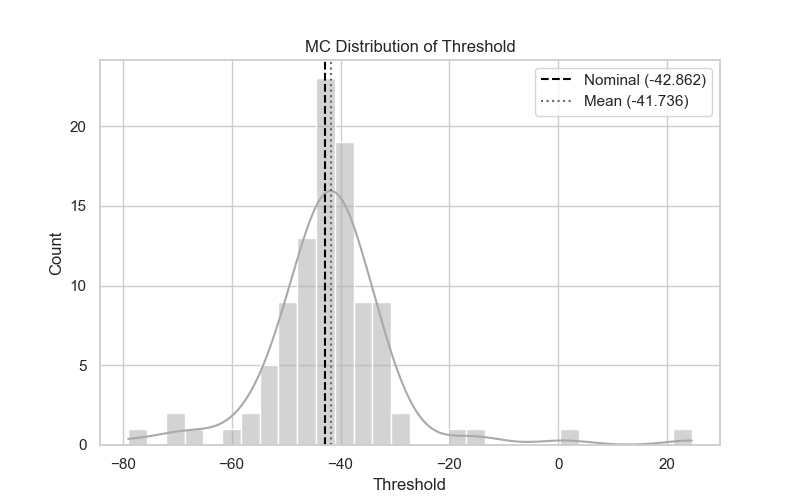 MC Distribution of Threshold
Nominal (-42.862)
Mean (-41.736)
Count
20
15
10
5
0
−80
−60
−40
−20
0
20
Threshold